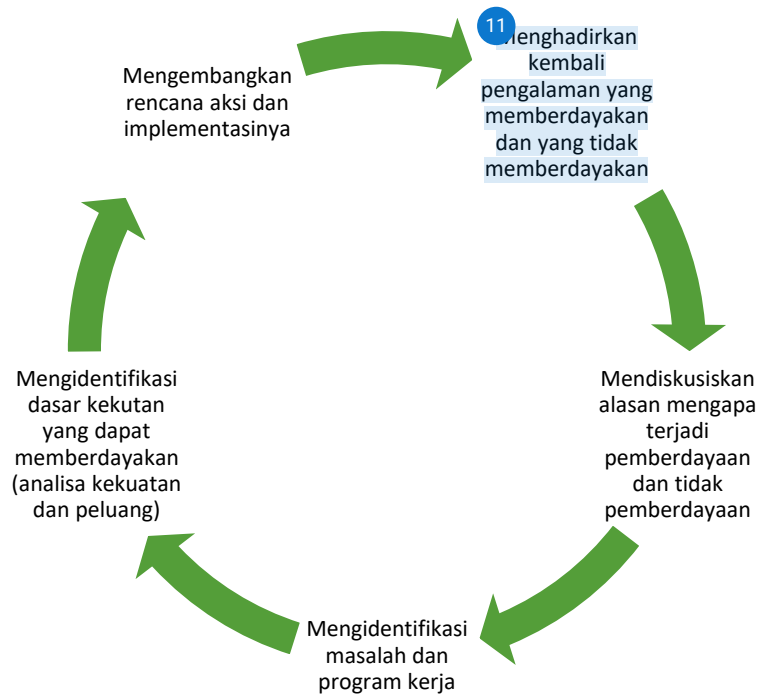 11
Menghadirkan
kembali
pengalaman yang
memberdayakan
dan yang tidak
memberdayakan
Mendiskusiskan
alasan mengapa
terjadi
pemberdayaan
dan tidak
pemberdayaan
Mengidentifikasi
masalah dan
program kerja
Mengidentifikasi
dasar kekutan
yang dapat
memberdayakan
(analisa kekuatan
dan peluang)
Mengembangkan
rencana aksi dan
implementasinya